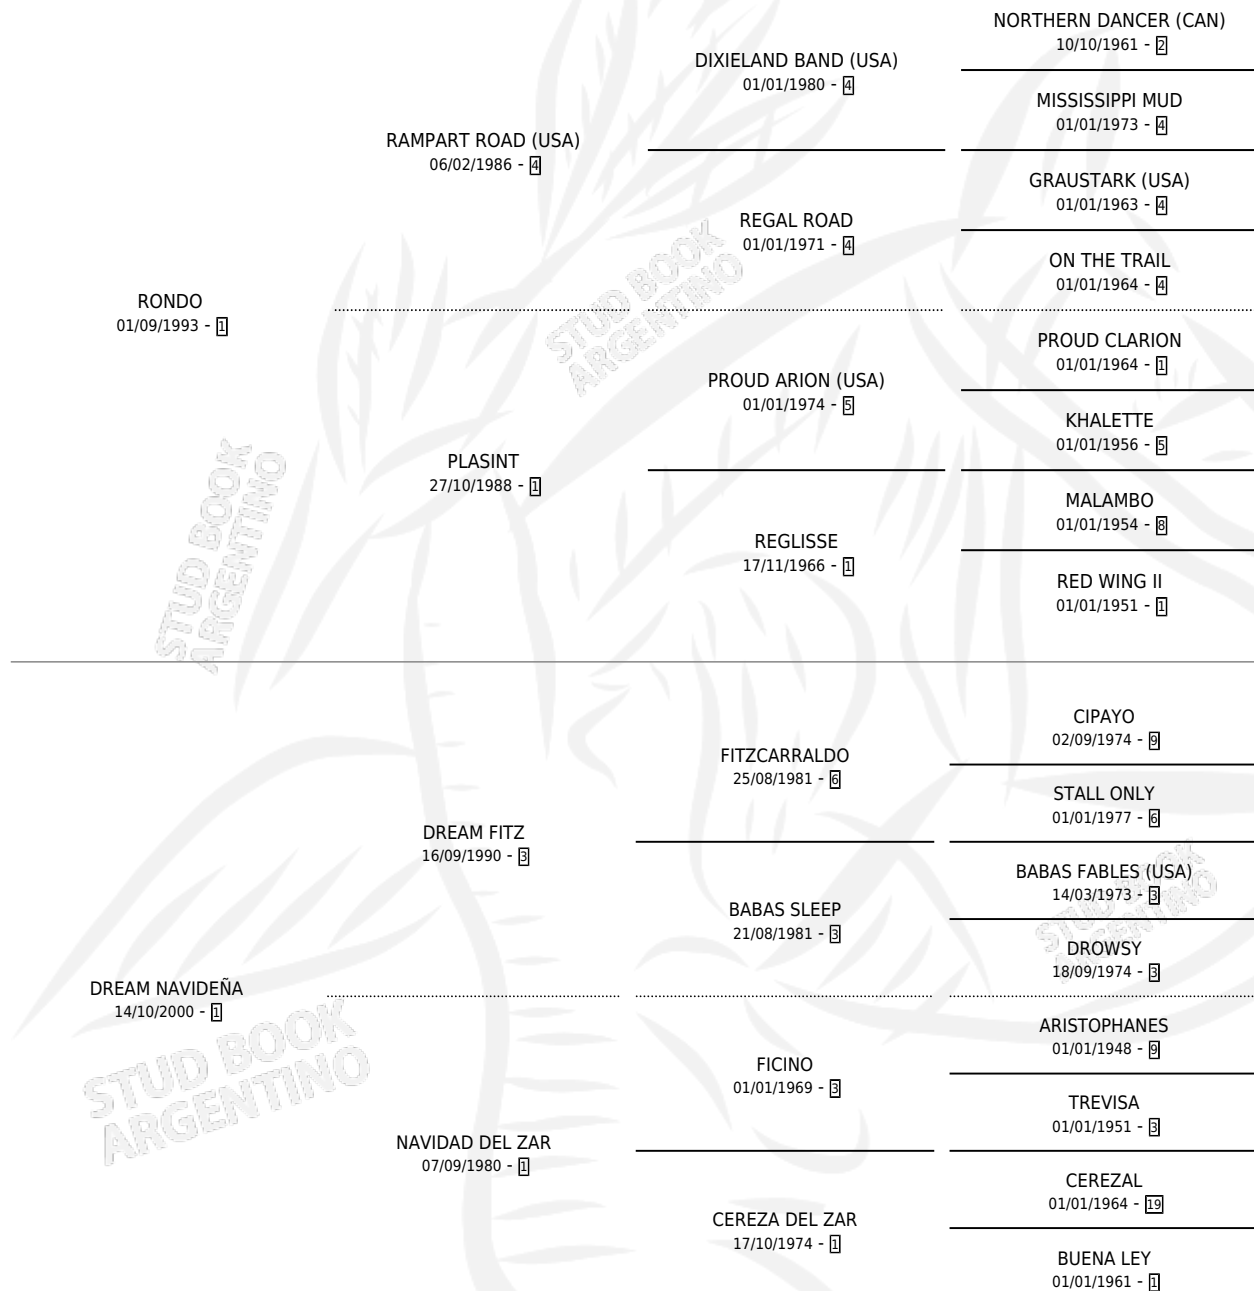 NORTHERN DANCER (CAN)
10/10/1961 - 2
DIXIELAND BAND (USA)
01/01/1980 - 4
MISSISSIPPI MUD
01/01/1973 - 4
RAMPART ROAD (USA)
06/02/1986 - 4
GRAUSTARK (USA)
01/01/1963 - 4
REGAL ROAD
01/01/1971 - 4
ON THE TRAIL
01/01/1964 - 4
RONDO
01/09/1993 - 1
PROUD CLARION
01/01/1964 - 1
PROUD ARION (USA)
01/01/1974 - 5
KHALETTE
01/01/1956 - 5
PLASINT
27/10/1988 - 1
MALAMBO
01/01/1954 - 8
REGLISSE
17/11/1966 - 1
RED WING II
01/01/1951 - 1
CIPAYO
02/09/1974 - 9
FITZCARRALDO
25/08/1981 - 6
STALL ONLY
01/01/1977 - 6
DREAM FITZ
16/09/1990 - 3
BABAS FABLES (USA)
14/03/1973 - 3
BABAS SLEEP
21/08/1981 - 3
DROWSY
18/09/1974 - 3
DREAM NAVIDEÑA
14/10/2000 - 1
ARISTOPHANES
01/01/1948 - 9
FICINO
01/01/1969 - 3
TREVISA
01/01/1951 - 3
NAVIDAD DEL ZAR
07/09/1980 - 1
CEREZAL
01/01/1964 - 19
CEREZA DEL ZAR
17/10/1974 - 1
BUENA LEY
01/01/1961 - 1
STUD BOOK
ARGENTINO
STUD BOOK
ARGENTINO
STUD BOOK
ARGENTINO
STUD BOOK
ARGENTINO